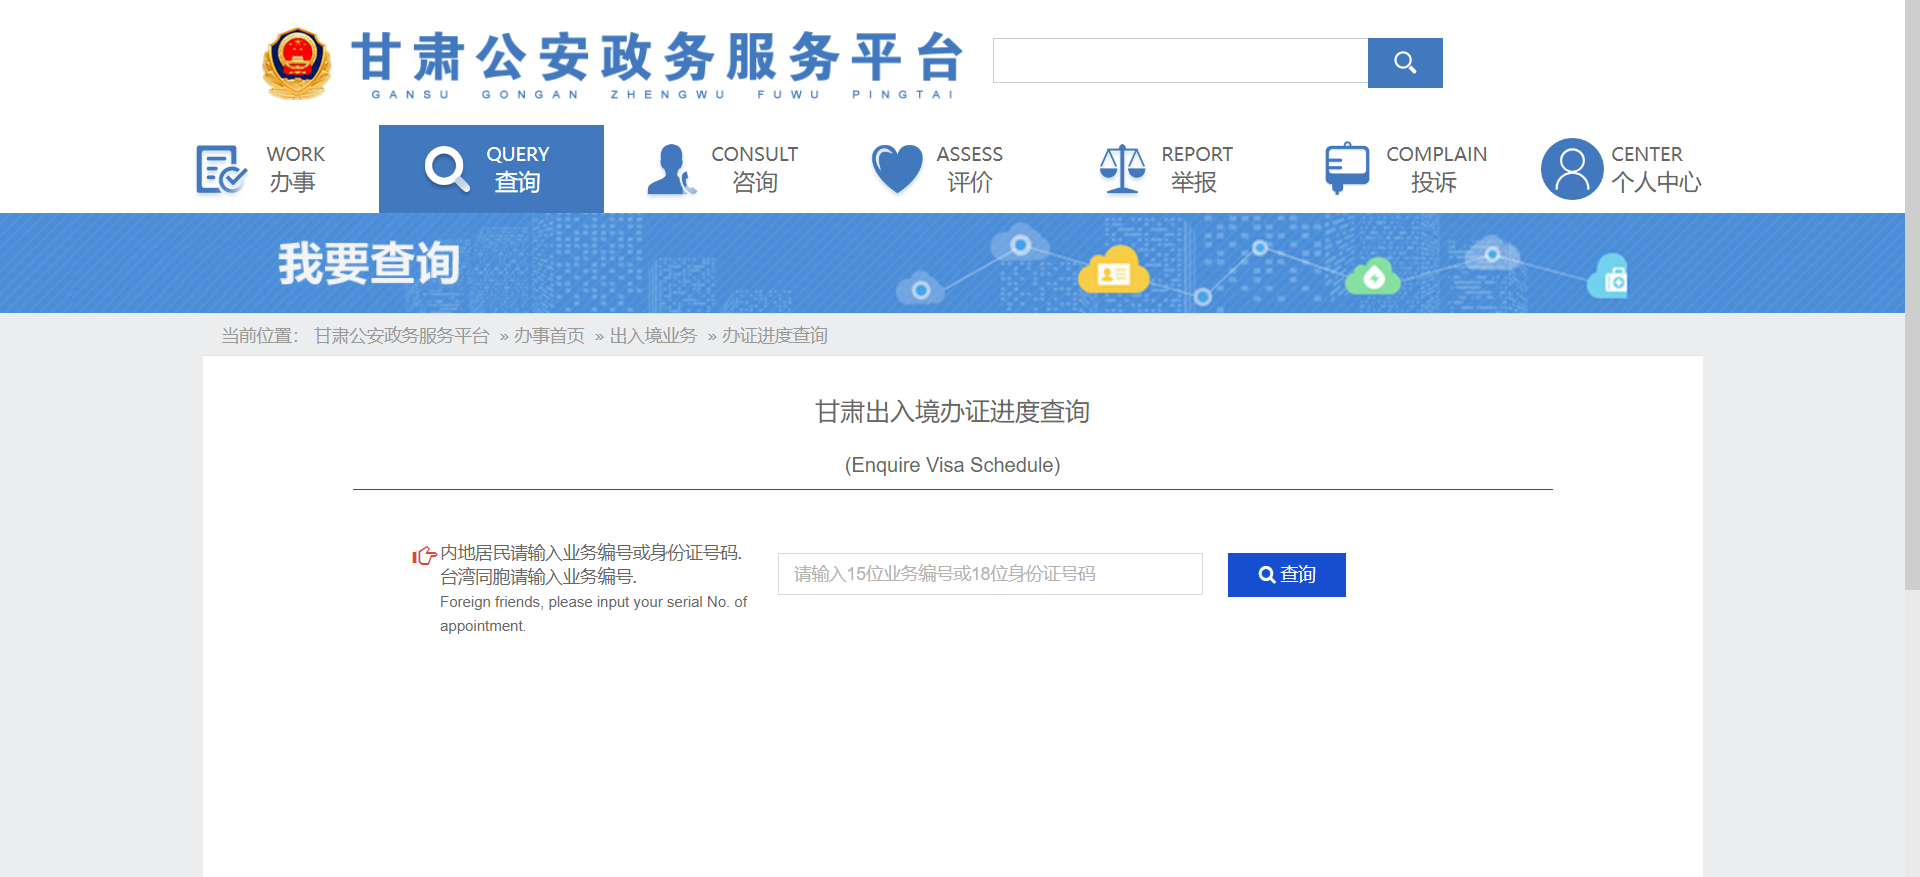 甘肃公安政务服务平台
GANSU GONGAN ZHENGWU FUWU PINGTAI
WORK
办事
QUERY
查询
CONSULT
咨询
ASSESS
评价
REPORT
举报
COMPLAIN
投诉
CENTER
个人中心
我要查询
当前位置： 甘肃公安政务服务平台 » 办事首页 » 出入境业务 » 办证进度查询
甘肃出入境办证进度查询
(Enquire Visa Schedule)
内地居民请输入业务编号或身份证号码.
台湾同胞请输入业务编号.
Foreign friends, please input your serial No. of
appointment.
请输入15位业务编号或18位身份证号码
查询